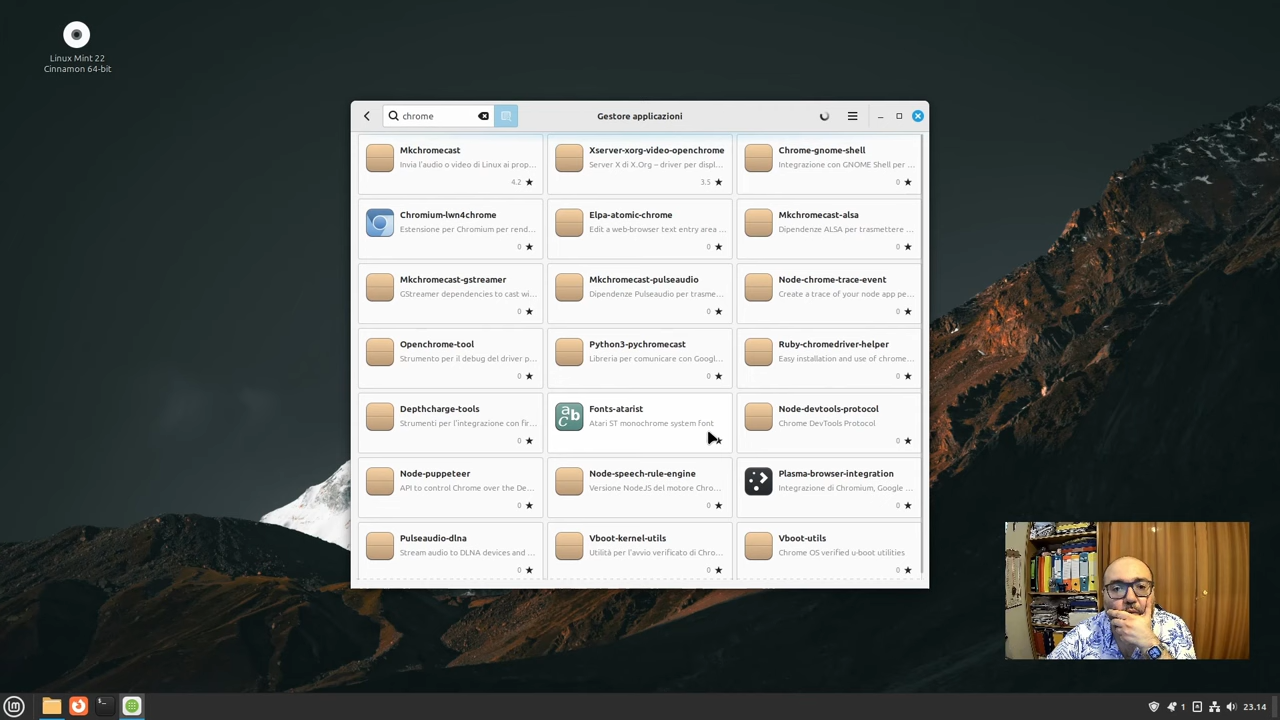 Linux Mint 22
Cinnamon 64-bit
chrome
Gestore applicazioni
Mkchromecast
Invia l'audio o video di Linux ai prop...
4.2 ★
Xserver-xorg-video-openchrome
Server X di X.Org – driver per displ...
3.5 ★
Chrome-gnome-shell
Integrazione con GNOME Shell per ...
0 ★
Chromium-lwn4chrome
Estensione per Chromium per rend...
0 ★
Elpa-atomic-chrome
Edit a web-browser text entry area ...
0 ★
Mkchromecast-alsa
Dipendenze ALSA per trasmettere ...
0 ★
Mkchromecast-gstreamer
GStreamer dependencies to cast wi...
0 ★
Mkchromecast-pulseaudio
Dipendenze Pulseaudio per trasme...
0 ★
Node-chrome-trace-event
Create a trace of your node app pe...
0 ★
Openchrome-tool
Strumento per il debug del driver p...
0 ★
Python3-pychromecast
Libreria per comunicare con Googl...
0 ★
Ruby-chromedriver-helper
Easy installation and use of chrome...
0 ★
Depthcharge-tools
Strumenti per l'integrazione con fir...
0 ★
abc
Fonts-atarist
Atari ST monochrome system font
★
Node-devtools-protocol
Chrome DevTools Protocol
0 ★
Node-puppeteer
API to control Chrome over the De...
0 ★
Node-speech-rule-engine
Versione NodeJS del motore Chro...
0 ★
Plasma-browser-integration
Integrazione di Chromium, Google ...
0 ★
Pulseaudio-dlna
Stream audio to DLNA devices and ...
0 ★
Vboot-kernel-utils
Utilità per l'avvio verificato di Chro...
0 ★
Vboot-utils
Chrome OS verified u-boot utilities
0 ★
1
23.14